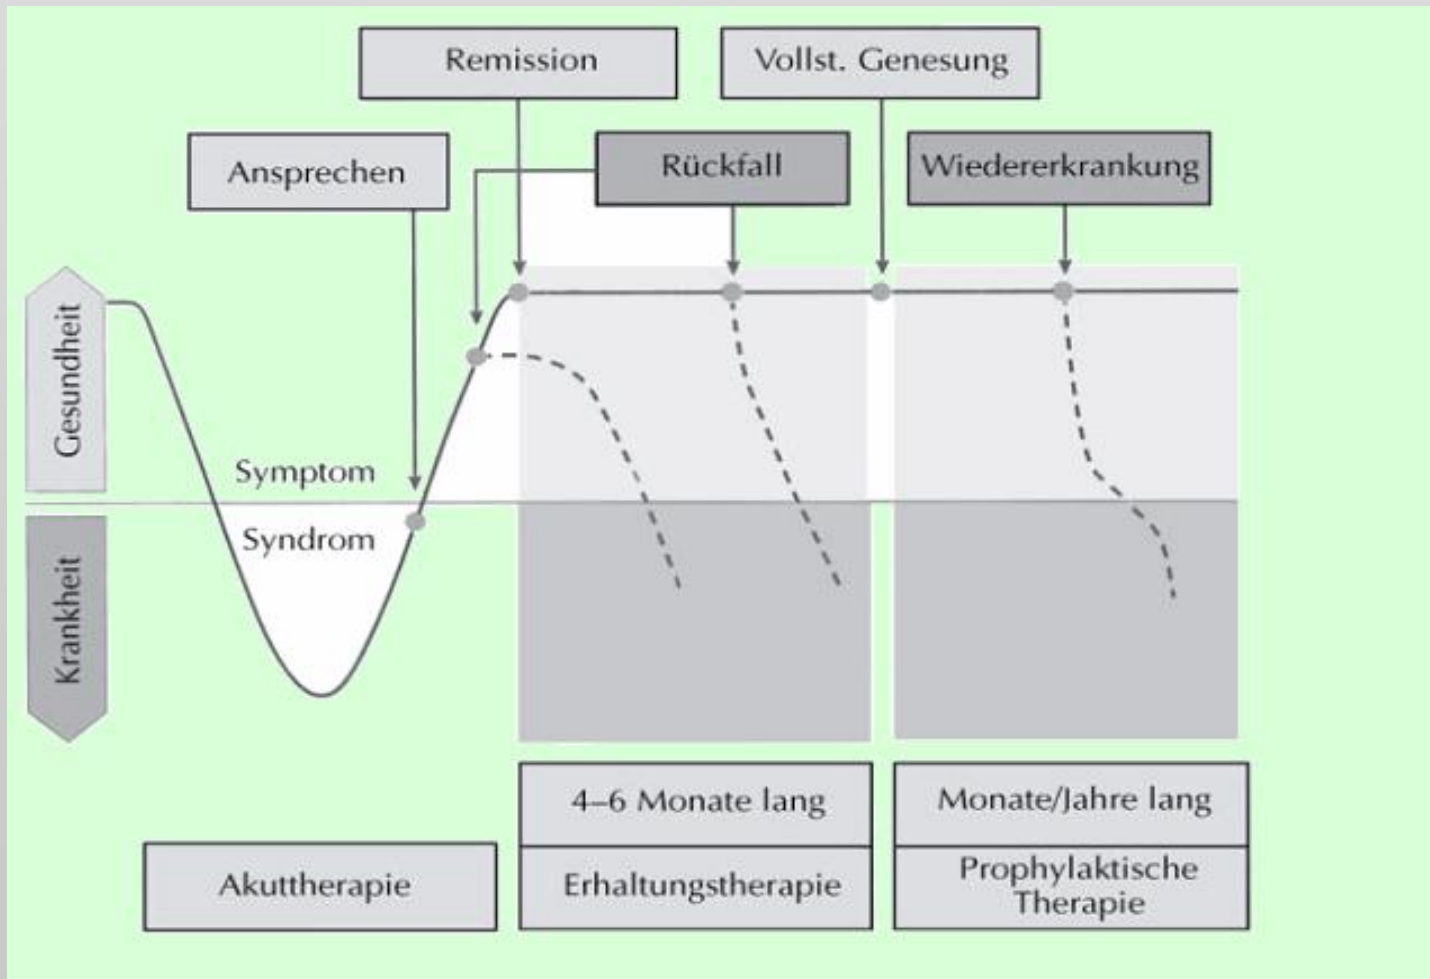 Remission
Vollst. Genesung
Ansprechen
Rückfall
Wiedererkrankung
Gesundheit
Symptom
Syndrom
Krankheit
4–6 Monate lang
Monate/Jahre lang
Akuttherapie
Erhaltungstherapie
Prophylaktische
Therapie